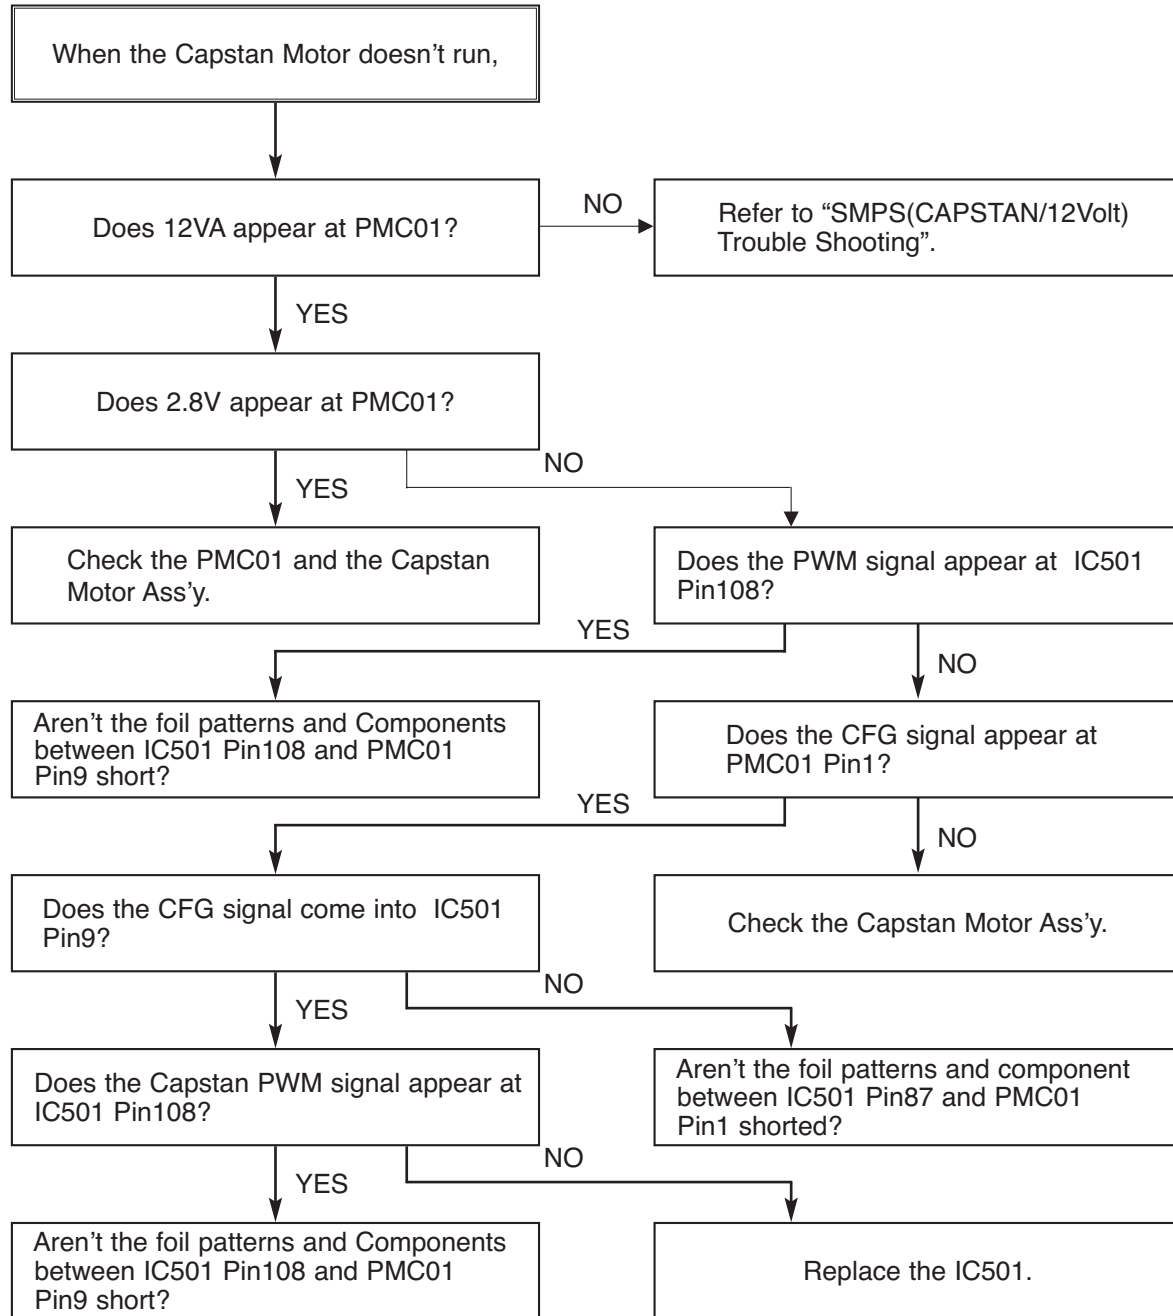 When the Capstan Motor doesn't run,
Does 12VA appear at PMC01?
NO
Refer to “SMPS(CAPSTAN/12Volt)
Trouble Shooting”.
YES
Does 2.8V appear at PMC01?
NO
YES
Check the PMC01 and the Capstan
Motor Ass'y.
Does the PWM signal appear at IC501
Pin108?
YES
NO
Aren't the foil patterns and Components
between IC501 Pin108 and PMC01
Pin9 short?
Does the CFG signal appear at
PMC01 Pin1?
YES
NO
Does the CFG signal come into IC501
Pin9?
Check the Capstan Motor Ass'y.
NO
YES
Does the Capstan PWM signal appear at
IC501 Pin108?
Aren't the foil patterns and component
between IC501 Pin87 and PMC01
Pin1 shorted?
NO
YES
Aren't the foil patterns and Components
between IC501 Pin108 and PMC01
Pin9 short?
Replace the IC501.